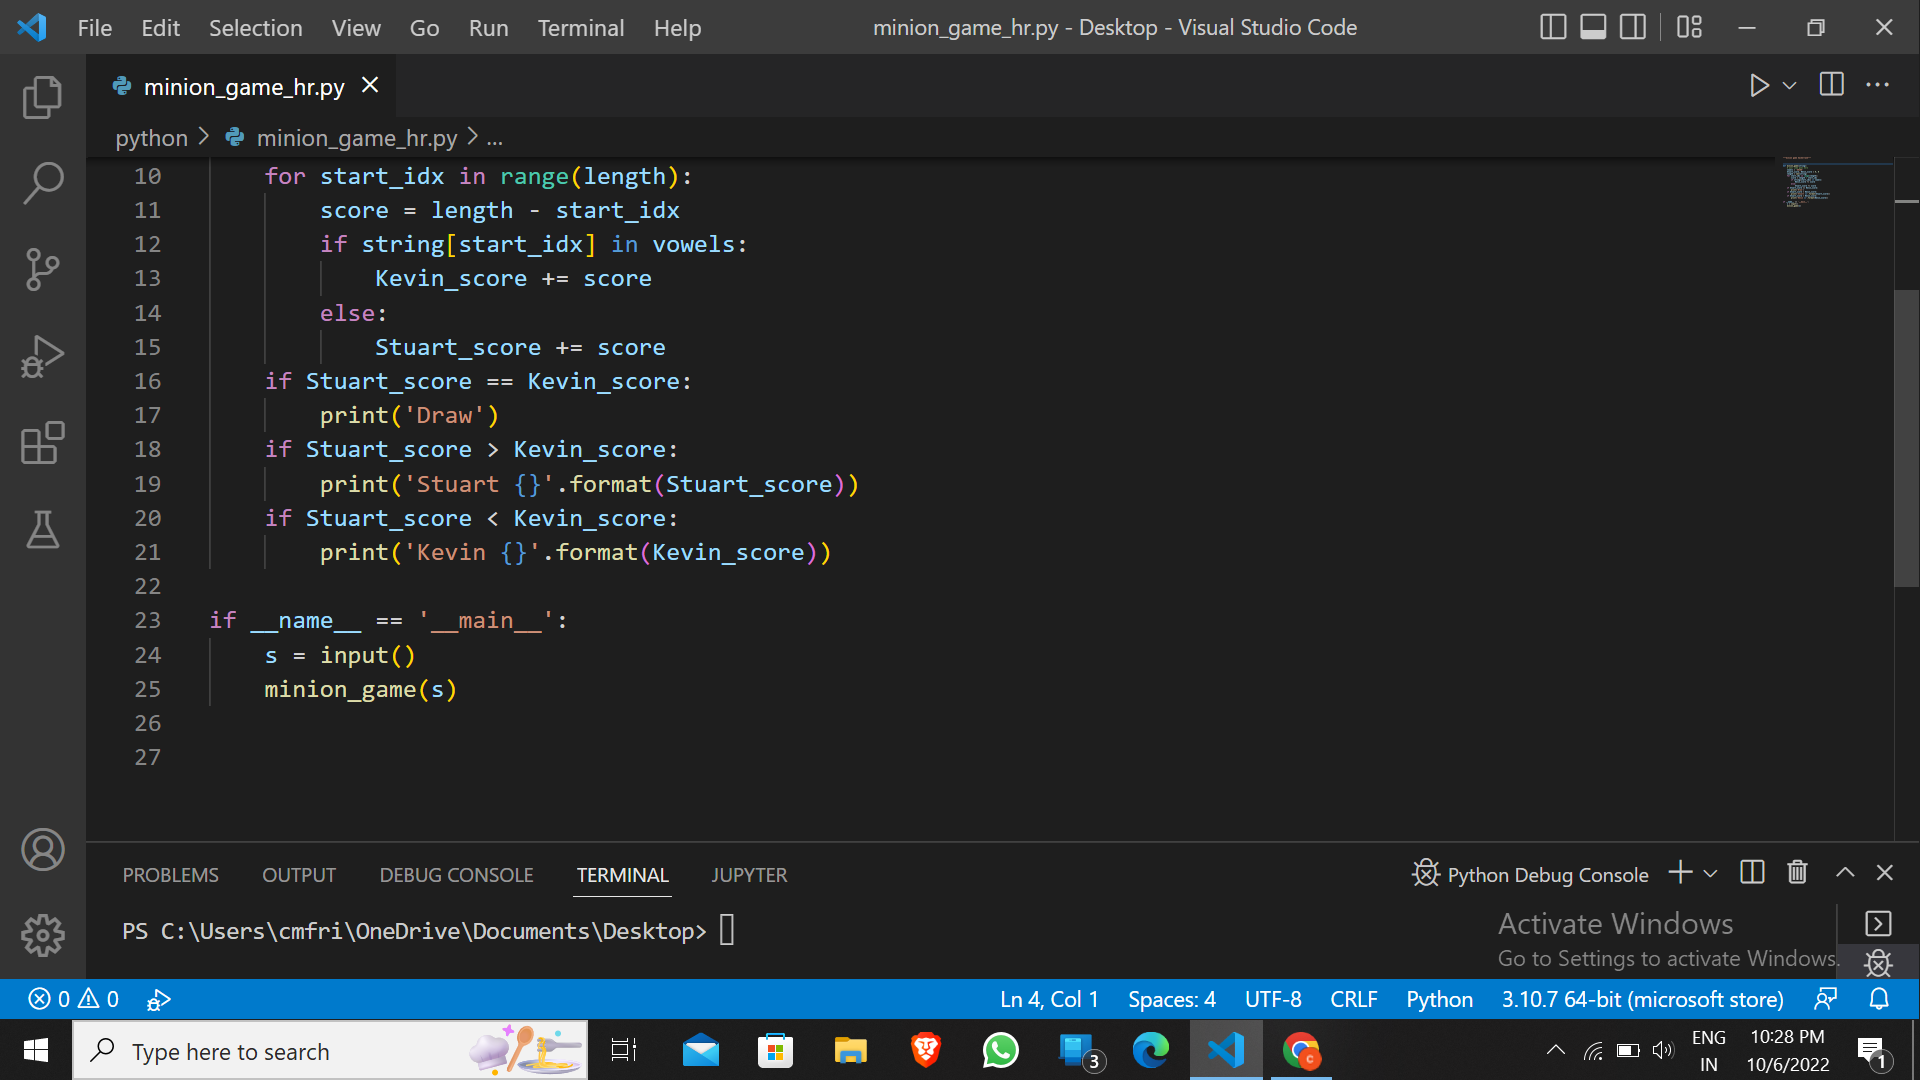 File Edit Selection View Go Run Terminal Help minion_game_hr.py - Desktop - Visual Studio Code
minion_game_hr.py
python > minion_game_hr.py > ...
10 for start_idx in range(length):
11 score = length - start_idx
12 if string[start_idx] in vowels:
13 Kevin_score += score
14 else:
15 Stuart_score += score
16 if Stuart_score == Kevin_score:
17 print('Draw')
18 if Stuart_score > Kevin_score:
19 print('Stuart {}'.format(Stuart_score))
20 if Stuart_score < Kevin_score:
21 print('Kevin {}'.format(Kevin_score))
22
23 if __name__ == '__main__':
24 s = input()
25 minion_game(s)
26
27
PROBLEMS OUTPUT DEBUG CONSOLE TERMINAL JUPYTER Python Debug Console
PS C:\Users\cmfri\OneDrive\Documents\Desktop>
Activate Windows
Go to Settings to activate Windows.
0 0 Ln 4, Col 1 Spaces: 4 UTF-8 CRLF Python 3.10.7 64-bit (microsoft store)
Type here to search 3 C ENG 10:28 PM 1
IN 10/6/2022